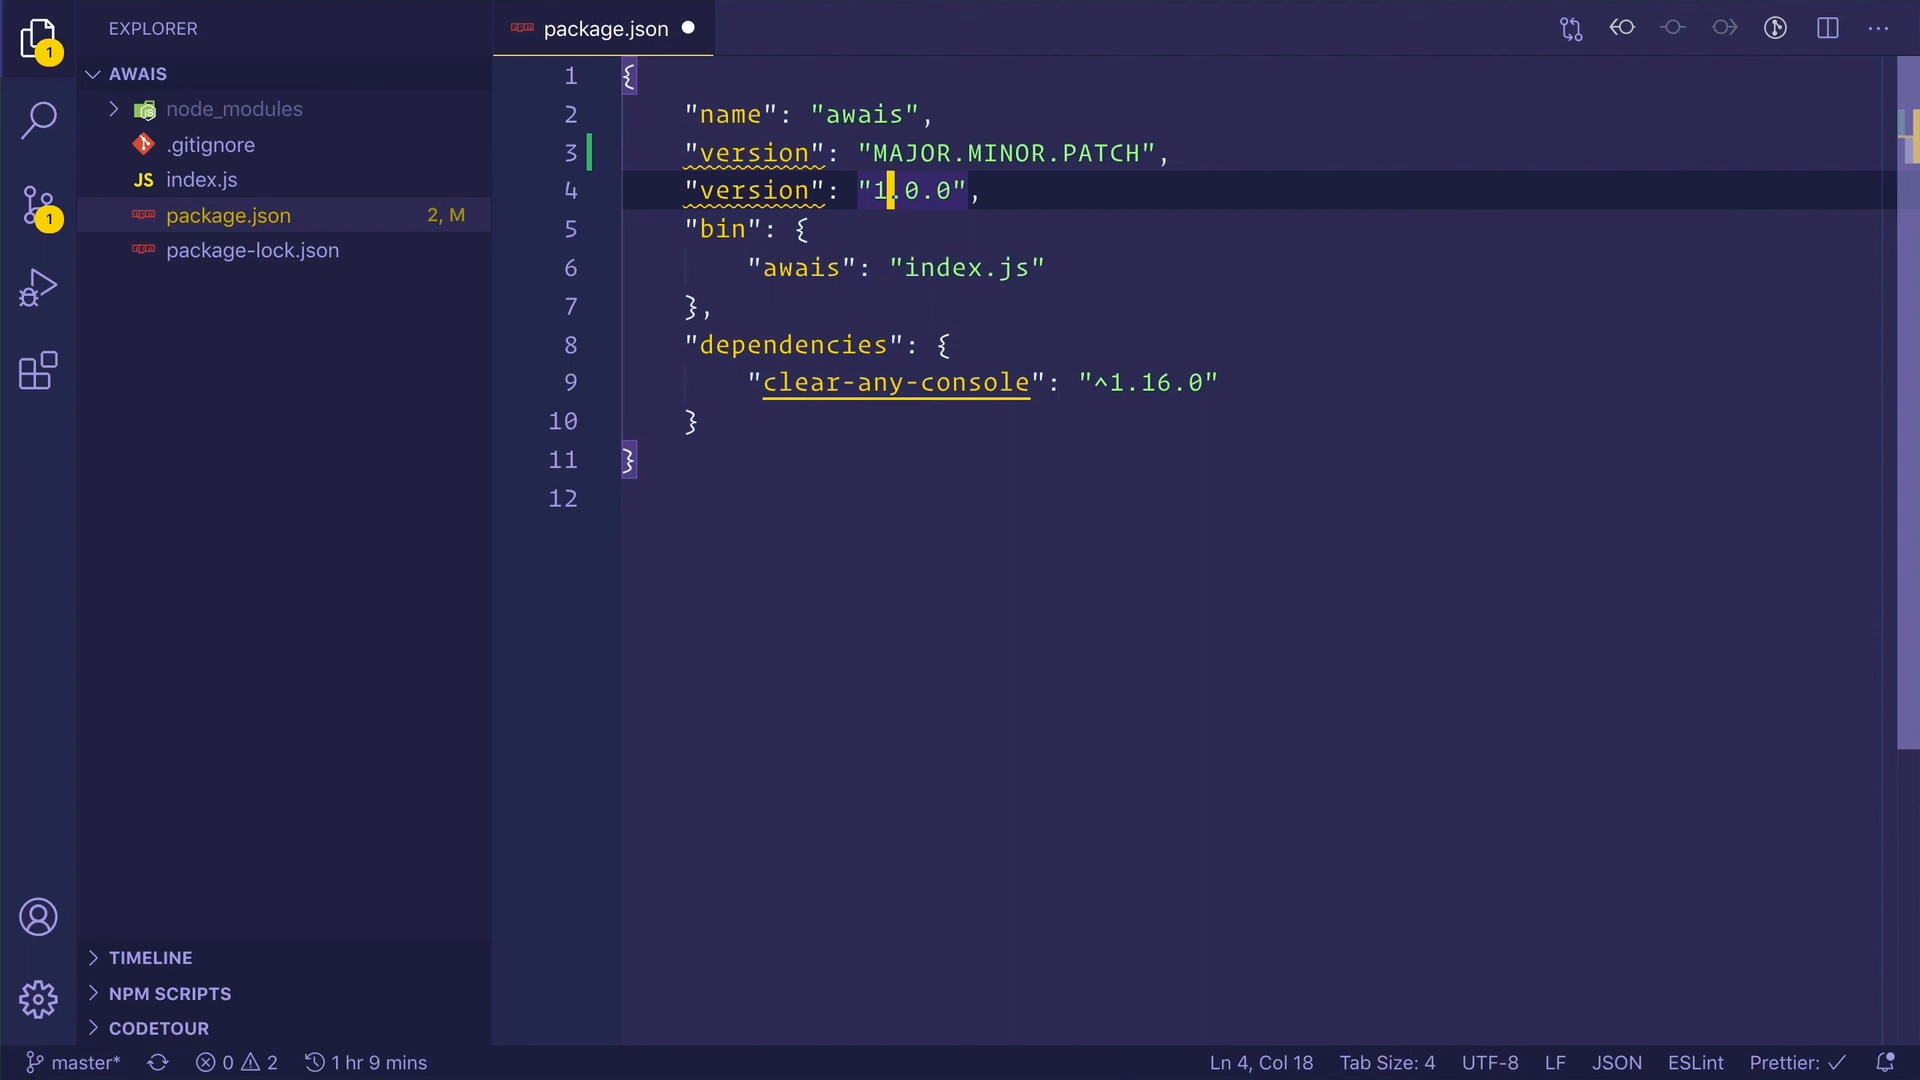 EXPLORER
AWAIS
node_modules
.gitignore
JS index.js
package.json 2, M
package-lock.json
TIMELINE
NPM SCRIPTS
CODETOUR
1
1
package.json
1 {
2 "name": "awais",
3 "version": "MAJOR.MINOR.PATCH",
4 "version": "1.0.0",
5 "bin": {
6 "awais": "index.js"
7 },
8 "dependencies": {
9 "clear-any-console": "^1.16.0"
10 }
11 }
12
master* 0 2 1 hr 9 mins Ln 4, Col 18 Tab Size: 4 UTF-8 LF JSON ESLint Prettier: ✓